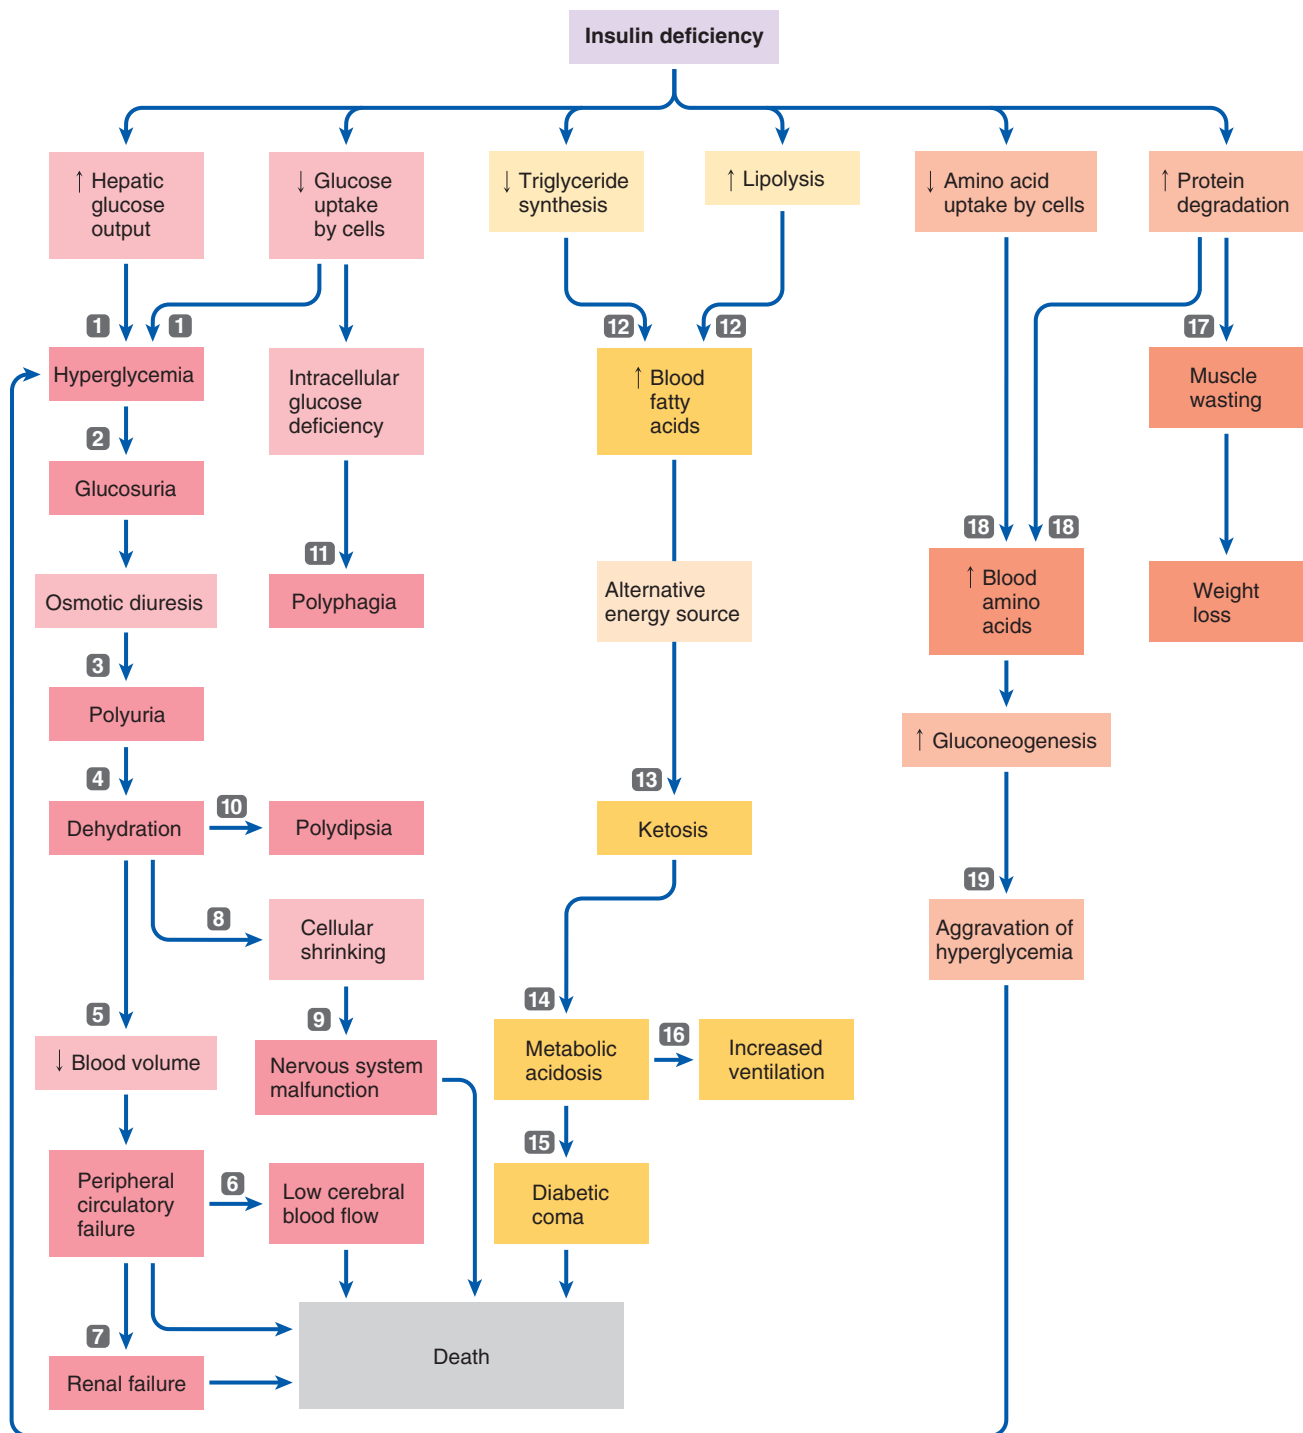 Insulin deficiency
↑ Hepatic
glucose
output
↓ Glucose
uptake
by cells
↓ Triglyceride
synthesis
↑ Lipolysis
↓ Amino acid
uptake by cells
↑ Protein
degradation
1
1
12
12
17
Hyperglycemia
Intracellular
glucose
deficiency
↑ Blood
fatty
acids
Muscle
wasting
2
Glucosuria
11
18
18
Osmotic diuresis
Polyphagia
Alternative
energy source
↑ Blood
amino
acids
Weight
loss
3
Polyuria
↑ Gluconeogenesis
4
10
13
Dehydration
Polydipsia
Ketosis
19
8
Cellular
shrinking
Aggravation of
hyperglycemia
5
9
14
16
↓ Blood volume
Nervous system
malfunction
Metabolic
acidosis
Increased
ventilation
15
Peripheral
circulatory
failure
6
Low cerebral
blood flow
Diabetic
coma
7
Renal failure
Death